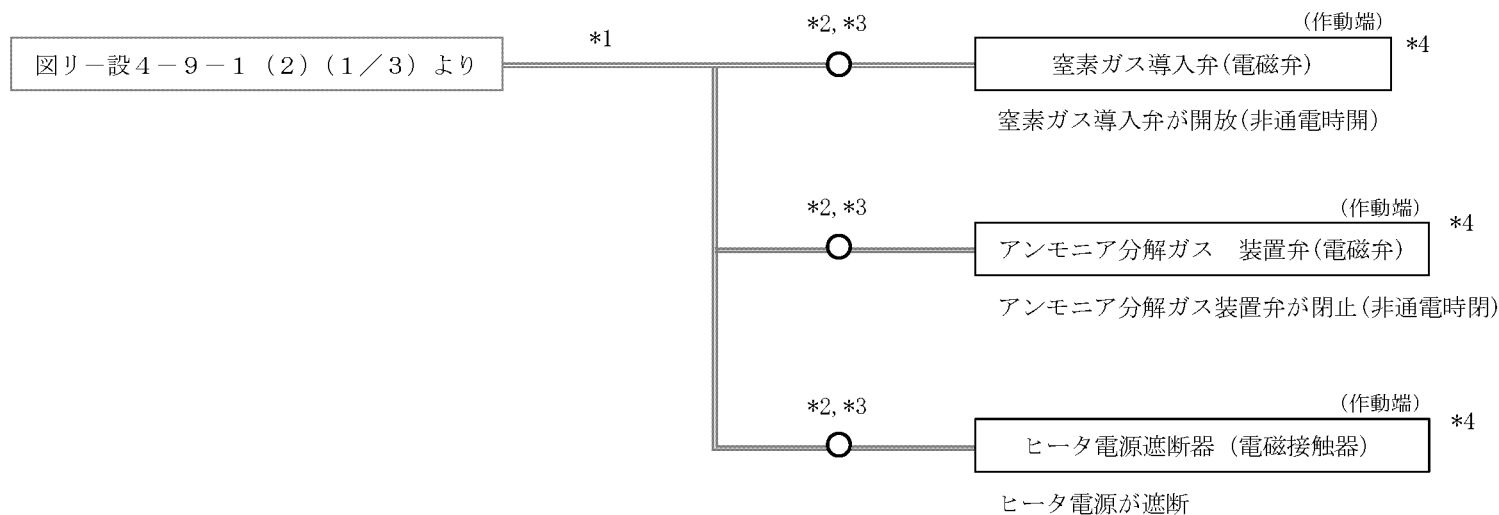 図リ－設４－９－１（２）（１／３）より
*1
*2, *3
(作動端)
窒素ガス導入弁(電磁弁)
*4
窒素ガス導入弁が開放(非通電時開)
*2, *3
(作動端)
アンモニア分解ガス　装置弁(電磁弁)
*4
アンモニア分解ガス装置弁が閉止(非通電時閉)
*2, *3
(作動端)
ヒータ電源遮断器（電磁接触器）
*4
ヒータ電源が遮断